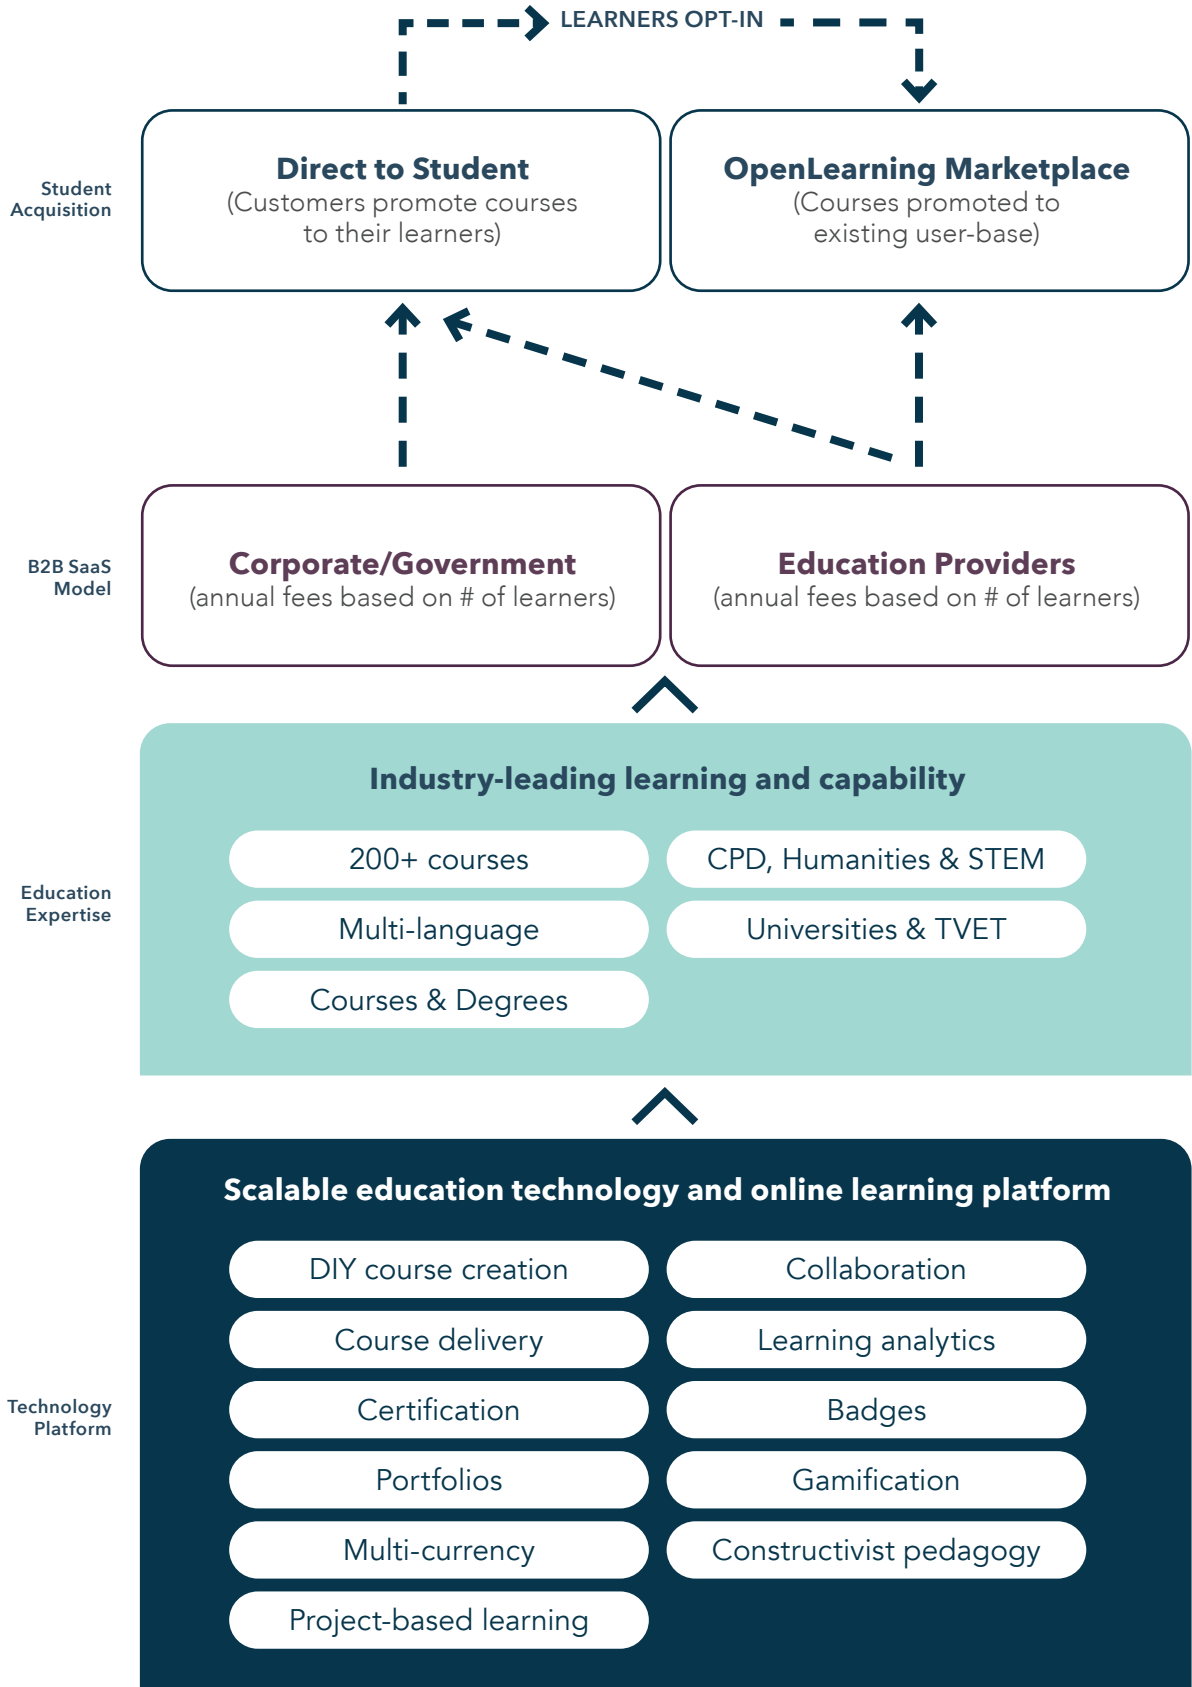 LEARNERS OPT-IN
Student
Acquisition
Direct to Student
(Customers promote courses
to their learners)
OpenLearning Marketplace
(Courses promoted to
existing user-base)
B2B SaaS
Model
Corporate/Government
(annual fees based on # of learners)
Education Providers
(annual fees based on # of learners)
Education
Expertise
Industry-leading learning and capability
200+ courses
CPD, Humanities & STEM
Multi-language
Universities & TVET
Courses & Degrees
Technology
Platform
Scalable education technology and online learning platform
DIY course creation
Collaboration
Course delivery
Learning analytics
Certification
Badges
Portfolios
Gamification
Multi-currency
Constructivist pedagogy
Project-based learning